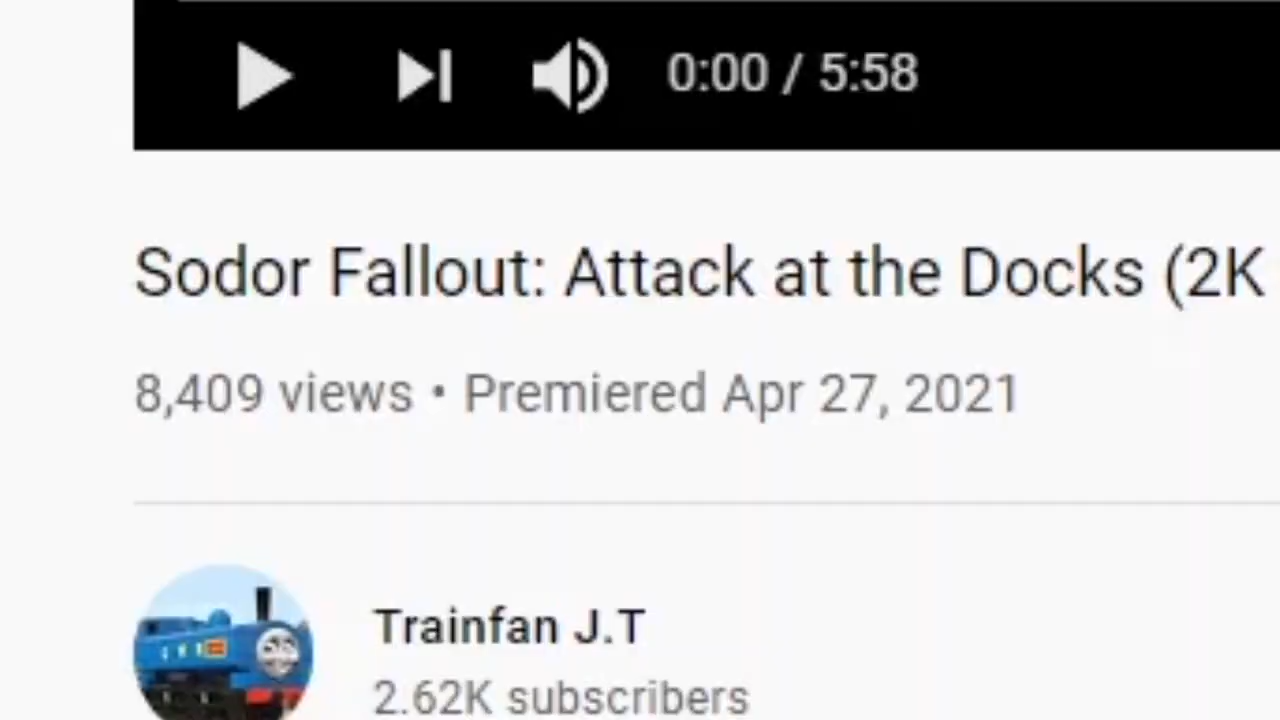 0:00 / 5:58
Sodor Fallout: Attack at the Docks (2K
8,409 views • Premiered Apr 27, 2021
Trainfan J.T
2.62K subscribers